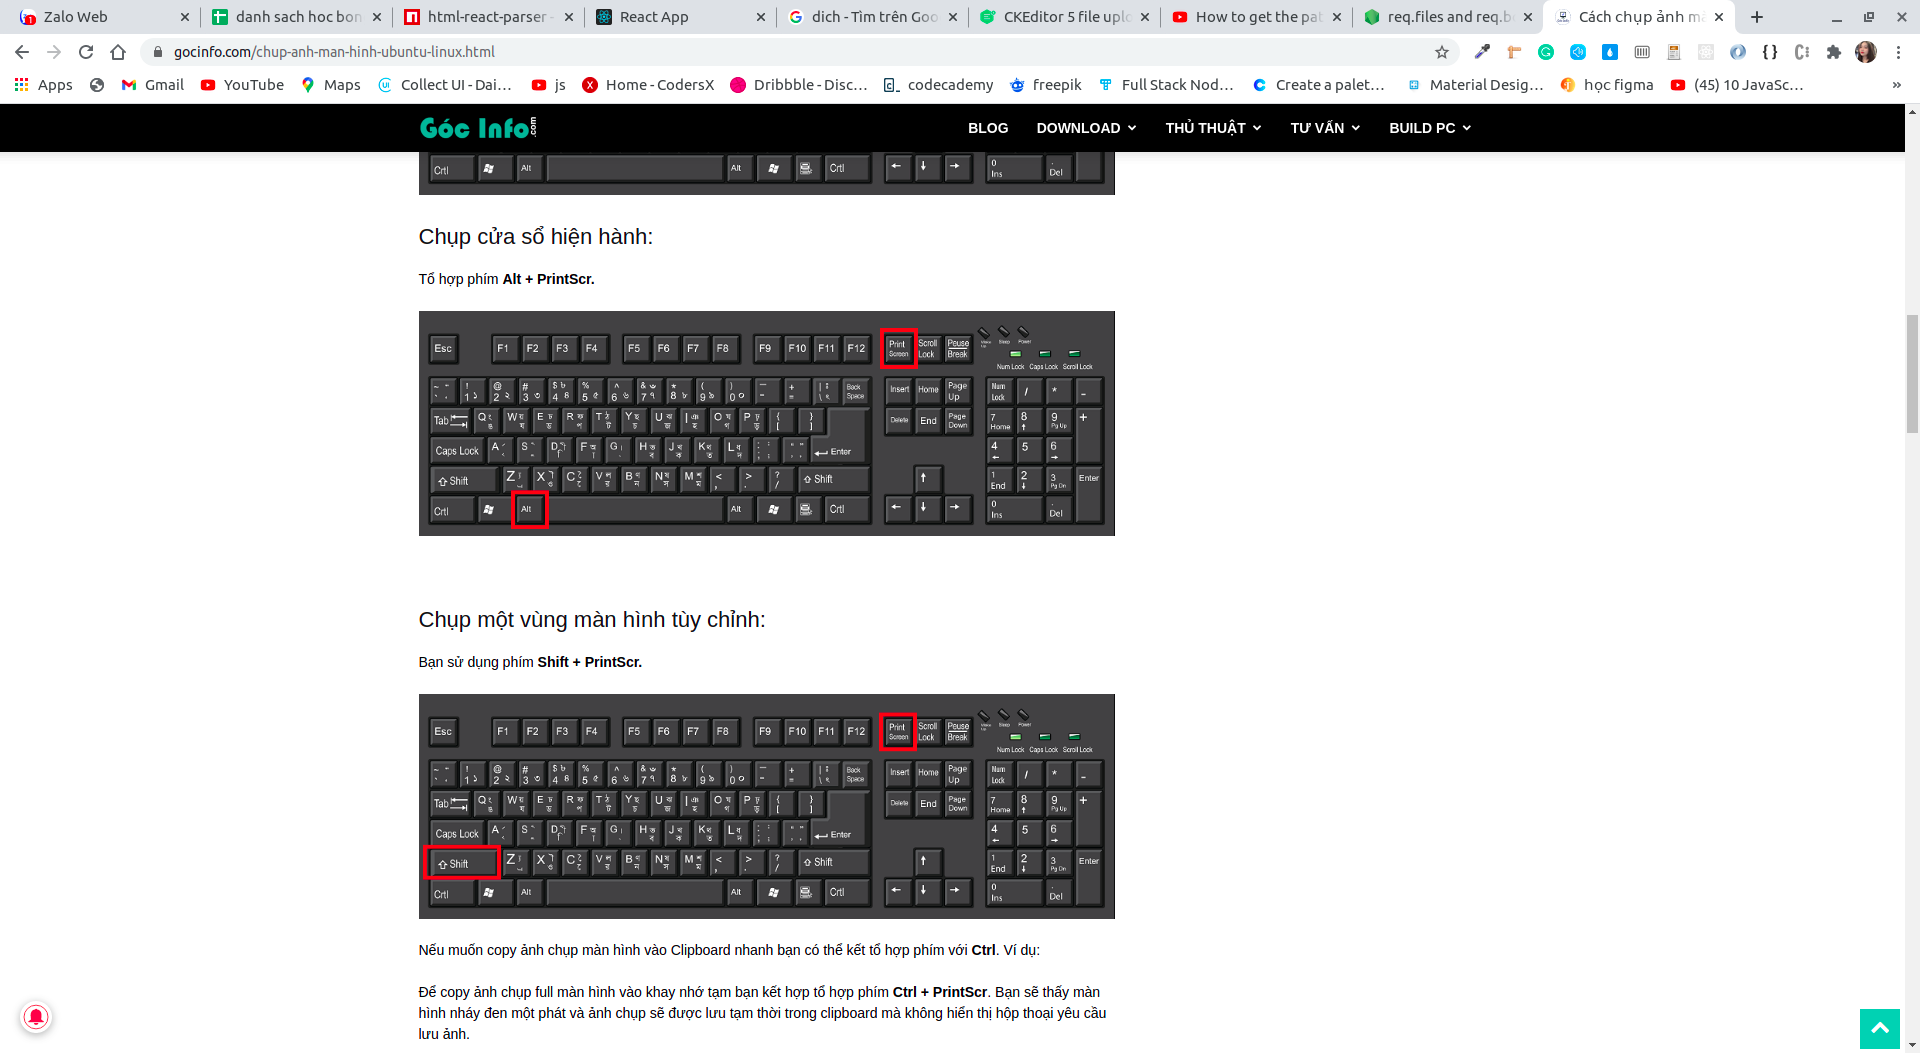 Zalo Web
danh sach hoc bon
html-react-parser -
React App
dich - Tìm trên Goo
CKEditor 5 file uplo
How to get the pat
req.files and req.b
Cách chụp ảnh m
gocinfo.com/chup-anh-man-hinh-ubuntu-linux.html
Apps Gmail YouTube Maps Collect UI - Dai... js Home - CodersX Dribbble - Disc... codecademy freepik Full Stack Nod... Create a palet... Material Desig... học figma (45) 10 JavaSc... »
Góc Info.com
BLOG DOWNLOAD THỦ THUẬT TƯ VẤN BUILD PC
Crtl Alt Alt Crtl ← ↓ → 0 Ins . Del
Chụp cửa sổ hiện hành:
Tổ hợp phím Alt + PrintScr.
Esc F1 F2 F3 F4 F5 F6 F7 F8 F9 F10 F11 F12 Print Screen Scroll Lock Pause Break
Num Lock Caps Lock Scroll Lock
Back Space Insert Home Page Up Num Lock / * -
Tab Delete End Page Down 7 Home 8 ↑ 9 Pg Up +
Caps Lock Enter 4 ← 5 6 →
Shift Shift ↑ 1 End 2 ↓ 3 Pg Dn Enter
Crtl Alt Alt Crtl ← ↓ → 0 Ins . Del
Chụp một vùng màn hình tùy chỉnh:
Bạn sử dụng phím Shift + PrintScr.
Esc F1 F2 F3 F4 F5 F6 F7 F8 F9 F10 F11 F12 Print Screen Scroll Lock Pause Break
Num Lock Caps Lock Scroll Lock
Back Space Insert Home Page Up Num Lock / * -
Tab Delete End Page Down 7 Home 8 ↑ 9 Pg Up +
Caps Lock Enter 4 ← 5 6 →
Shift Shift ↑ 1 End 2 ↓ 3 Pg Dn Enter
Crtl Alt Alt Crtl ← ↓ → 0 Ins . Del
Nếu muốn copy ảnh chụp màn hình vào Clipboard nhanh bạn có thể kết tổ hợp phím với Ctrl. Ví dụ:
Để copy ảnh chụp full màn hình vào khay nhớ tạm bạn kết hợp tổ hợp phím Ctrl + PrintScr. Bạn sẽ thấy màn
hình nháy đen một phát và ảnh chụp sẽ được lưu tạm thời trong clipboard mà không hiển thị hộp thoại yêu cầu
lưu ảnh.